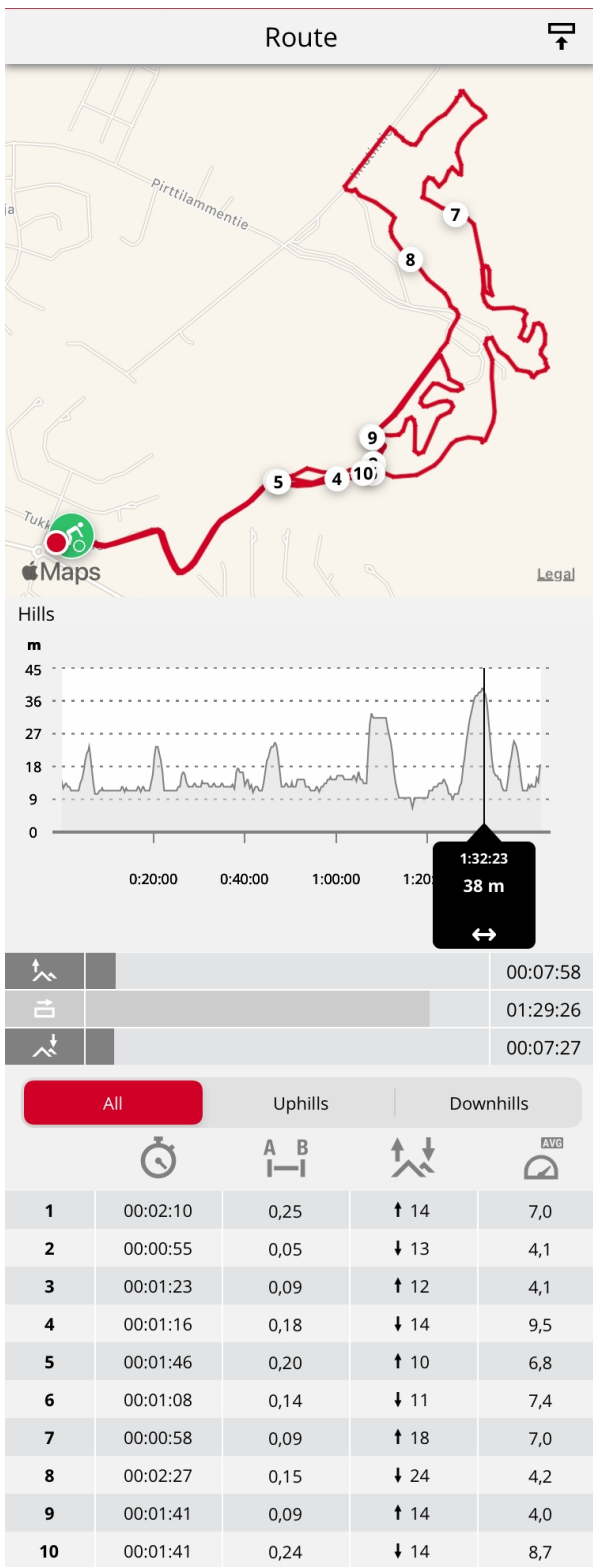 Route
Pirttilammentie
ja
7
8
9
10
4
5
Tukk
Maps
Legal
Hills
m
45
36
27
18
9
0
0:20:00 0:40:00 1:00:00 1:20:
1:32:23
38 m
00:07:58
01:29:26
00:07:27
All Uphills Downhills
A B AVG
1 00:02:10 0,25 14 7,0
2 00:00:55 0,05 13 4,1
3 00:01:23 0,09 12 4,1
4 00:01:16 0,18 14 9,5
5 00:01:46 0,20 10 6,8
6 00:01:08 0,14 11 7,4
7 00:00:58 0,09 18 7,0
8 00:02:27 0,15 24 4,2
9 00:01:41 0,09 14 4,0
10 00:01:41 0,24 14 8,7